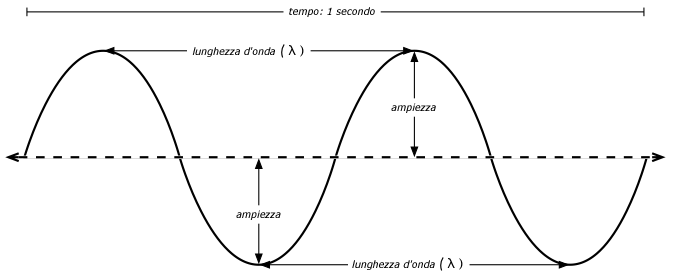 tempo: 1 secondo
lunghezza d'onda (λ)
ampiezza
ampiezza
lunghezza d'onda (λ)